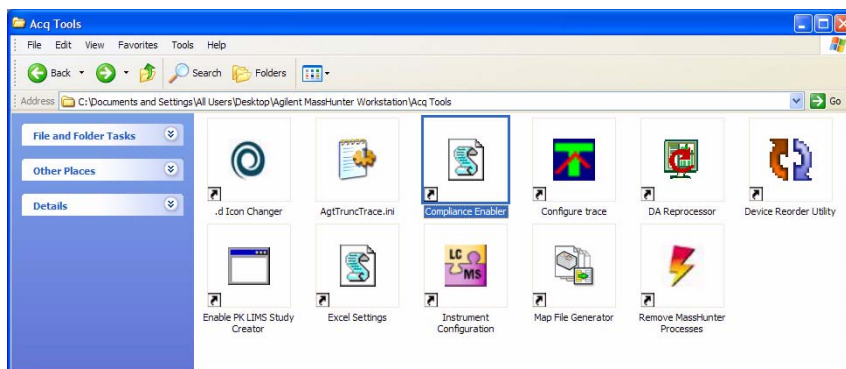 Acq Tools
File Edit View Favorites Tools Help
Back Search Folders
Address C:\Documents and Settings\All Users\Desktop\Agilent MassHunter Workstation\Acq Tools Go
File and Folder Tasks
Other Places
Details
.d Icon Changer AgtTruncTrace.ini Compliance Enabler Configure trace DA Reprocessor Device Reorder Utility
LC
MS
Enable PK LIMS Study Excel Settings Instrument Map File Generator Remove MassHunter
Creator Configuration Processes